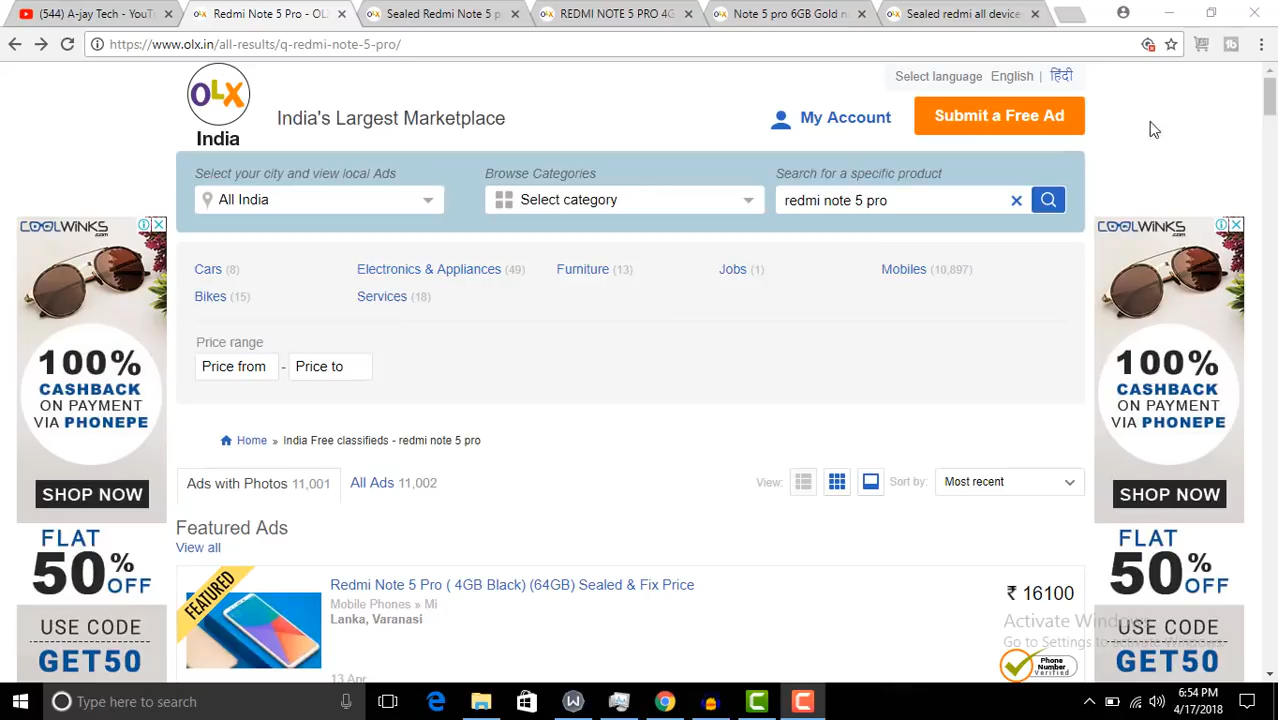 (544) A-jay Tech - YouT
Redmi Note 5 Pro - OL
Sealed Redmi Note 5 p
REDMI NOTE 5 PRO 4G
Note 5 pro 6GB Gold n
Sealed redmi all device
https://www.olx.in/all-results/q-redmi-note-5-pro/
Select language English | हिंदी
OLX
India
India's Largest Marketplace
My Account
Submit a Free Ad
Select your city and view local Ads
Browse Categories
Search for a specific product
All India
Select category
redmi note 5 pro
Cars (8)
Electronics & Appliances (49)
Furniture (13)
Jobs (1)
Mobiles (10,897)
Bikes (15)
Services (18)
Price range
Price from - Price to
Home » India Free classifieds - redmi note 5 pro
Ads with Photos 11,001
All Ads 11,002
View:
Sort by:
Most recent
Featured Ads
View all
FEATURED
Redmi Note 5 Pro ( 4GB Black) (64GB) Sealed & Fix Price
Mobile Phones » Mi
Lanka, Varanasi
13 Apr
₹ 16100
Phone
Number
Verified
Activate Windows
Go to Settings to activate Windows.
COOLWINKS
.com
100%
CASHBACK
ON PAYMENT
VIA PHONEPE
SHOP NOW
FLAT
50% OFF
USE CODE
GET50
COOLWINKS
.com
100%
CASHBACK
ON PAYMENT
VIA PHONEPE
SHOP NOW
FLAT
50% OFF
USE CODE
GET50
Type here to search
6:54 PM
4/17/2018